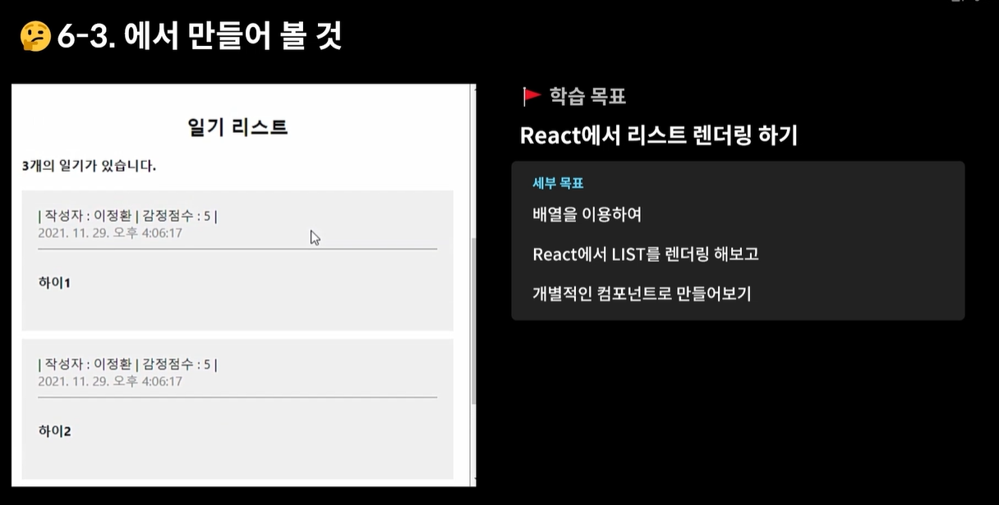 🤔 6-3. 에서 만들어 볼 것
일기 리스트
3개의 일기가 있습니다.
| 작성자 : 이정환 | 감정점수 : 5 |
2021. 11. 29. 오후 4:06:17
하이1
| 작성자 : 이정환 | 감정점수 : 5 |
2021. 11. 29. 오후 4:06:17
하이2
🚩 학습 목표
React에서 리스트 렌더링 하기
세부 목표
배열을 이용하여
React에서 LIST를 렌더링 해보고
개별적인 컴포넌트로 만들어보기